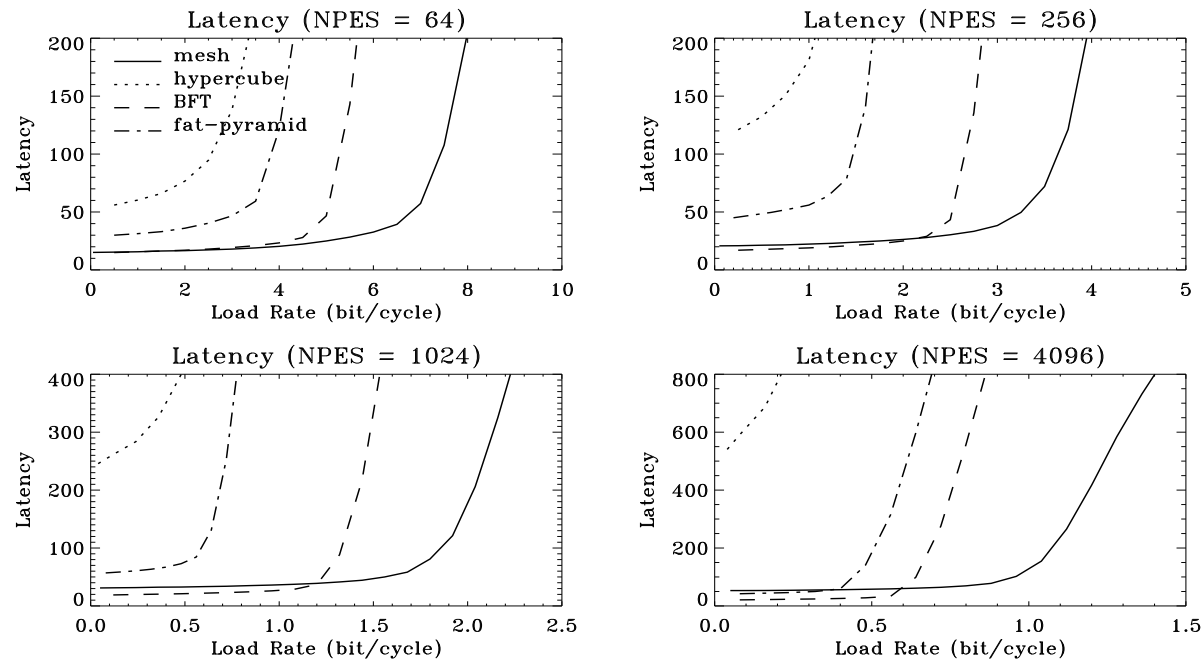 Latency (NPES = 64)
200
150
100
50
0
Latency
mesh
hypercube
BFT
fat-pyramid
0 2 4 6 8 10
Load Rate (bit/cycle)
Latency (NPES = 256)
200
150
100
50
0
Latency
0 1 2 3 4 5
Load Rate (bit/cycle)
Latency (NPES = 1024)
400
300
200
100
0
Latency
0.0 0.5 1.0 1.5 2.0 2.5
Load Rate (bit/cycle)
Latency (NPES = 4096)
800
600
400
200
0
Latency
0.0 0.5 1.0 1.5
Load Rate (bit/cycle)